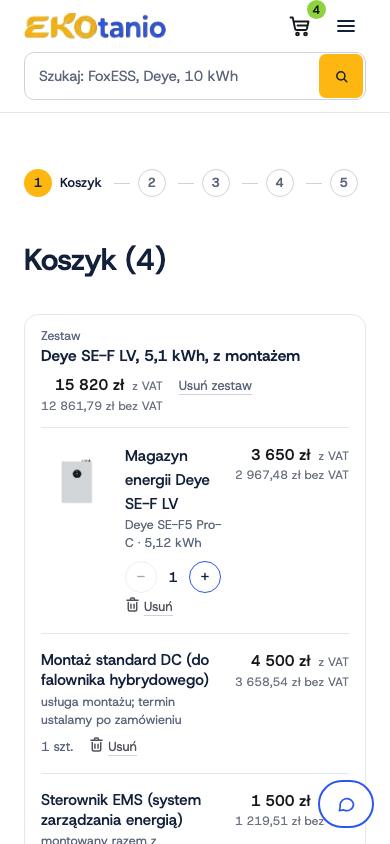 EKOtanio
4
Szukaj: FoxESS, Deye, 10 kWh
1 Koszyk 2 3 4 5
Koszyk (4)
Zestaw
Deye SE-F LV, 5,1 kWh, z montażem
15 820 zł z VAT Usuń zestaw
12 861,79 zł bez VAT
Magazyn
energii Deye
SE-F LV
Deye SE-F5 Pro-
C · 5,12 kWh
3 650 zł z VAT
2 967,48 zł bez VAT
− 1 +
Usuń
Montaż standard DC (do
falownika hybrydowego)
usługa montażu; termin
ustalamy po zamówieniu
4 500 zł z VAT
3 658,54 zł bez VAT
1 szt. Usuń
Sterownik EMS (system
zarządzania energią)
montowany razem z
1 500 zł
1 219,51 zł bez